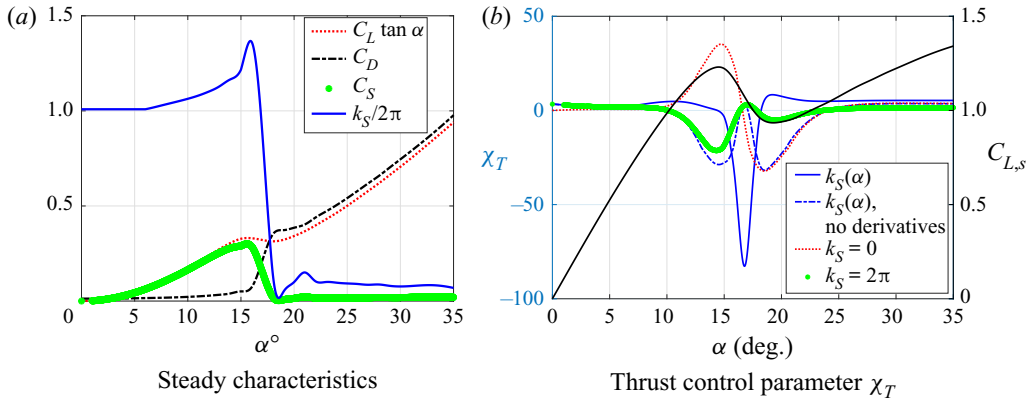 (a)
1.5
1.0
0.5
0
5
10
15
20
25
30
35
α°
C_L tan α
C_D
C_S
k_S/2π
Steady characteristics
(b)
50
0
−50
−100
χ_T
1.5
1.0
0.5
0
C_{L,s}
0
5
10
15
20
25
30
35
α (deg.)
k_S(α)
k_S(α),
no derivatives
k_S = 0
k_S = 2π
Thrust control parameter χ_T